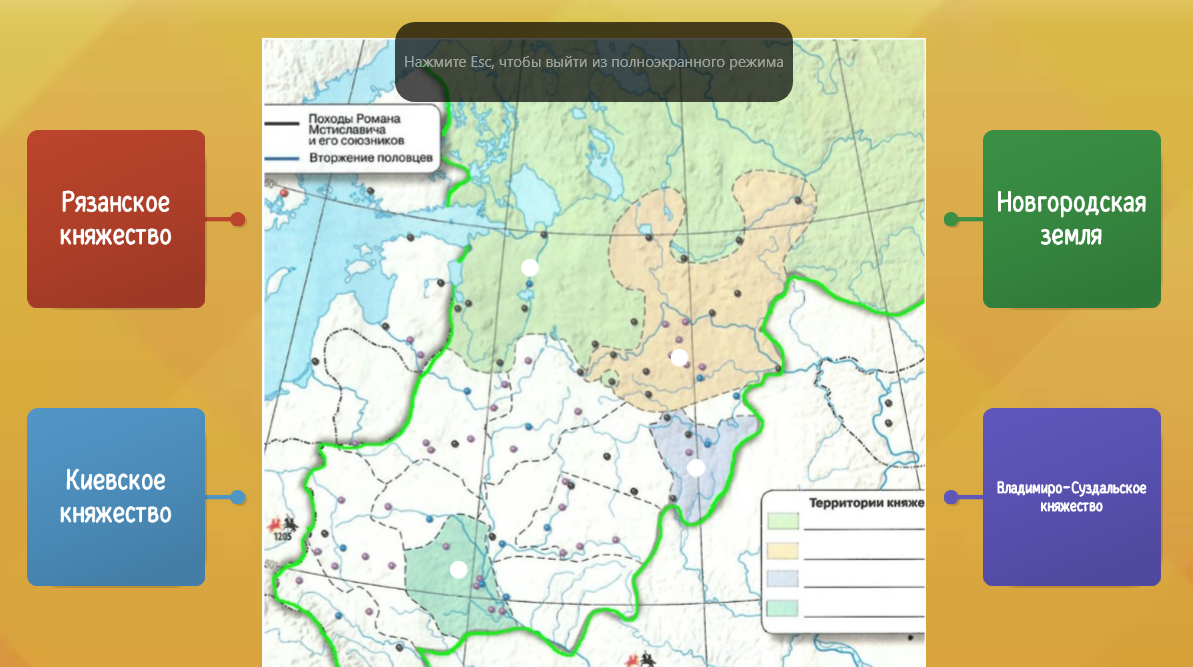 Нажмите Esc, чтобы выйти из полноэкранного режима
Походы Романа
Мстиславича
и его союзников
Вторжение половцев
Рязанское
княжество
Новгородская
земля
Киевское
княжество
Владимиро-Суздальское
княжество
Территории княже
1205
50°